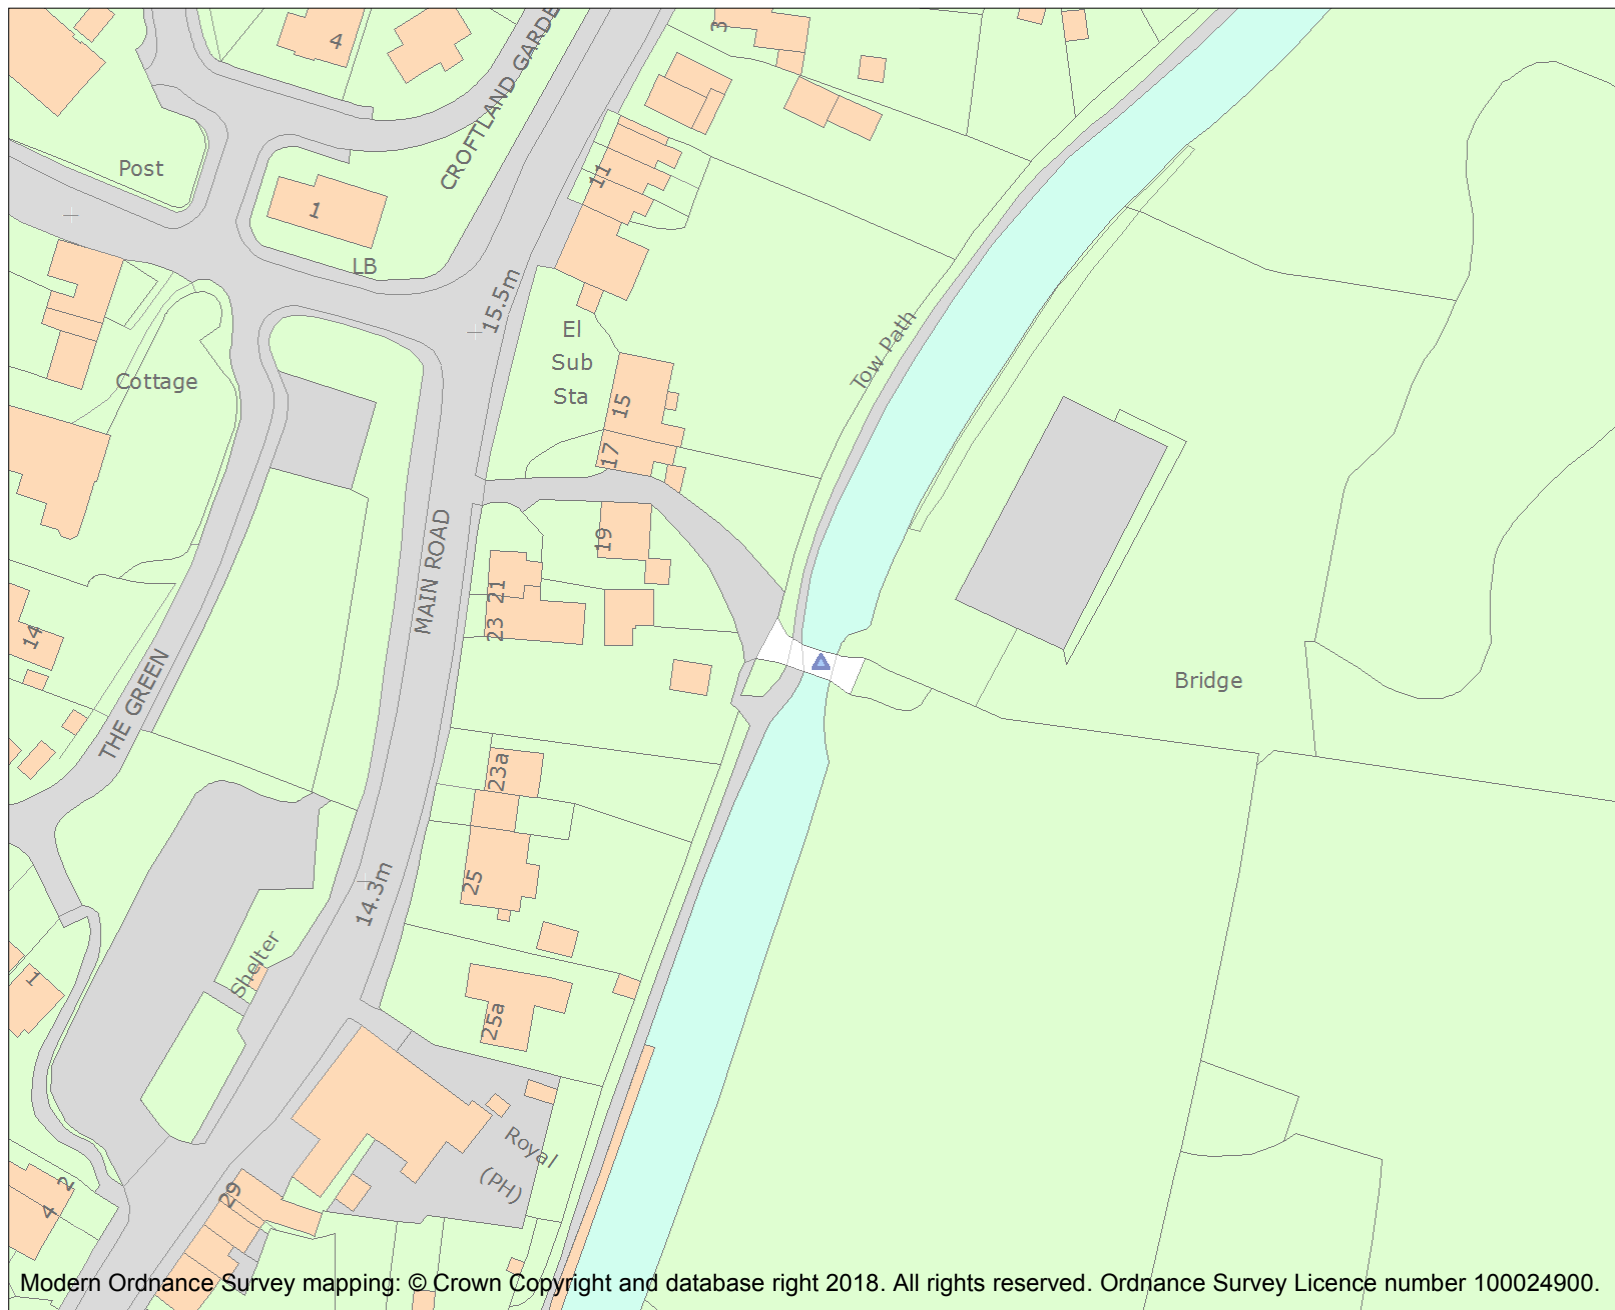 3
4
CROFTLAND GARDE
Post
11
1
LB
15.5m
El
Sub
Sta
Tow Path
Cottage
15
17
MAIN ROAD
19
21
23
14
THE GREEN
Bridge
23a
25
14.3m
Shelter
1
25a
Royal
(PH)
2
4
29
Modern Ordnance Survey mapping: © Crown Copyright and database right 2018. All rights reserved. Ordnance Survey Licence number 100024900.